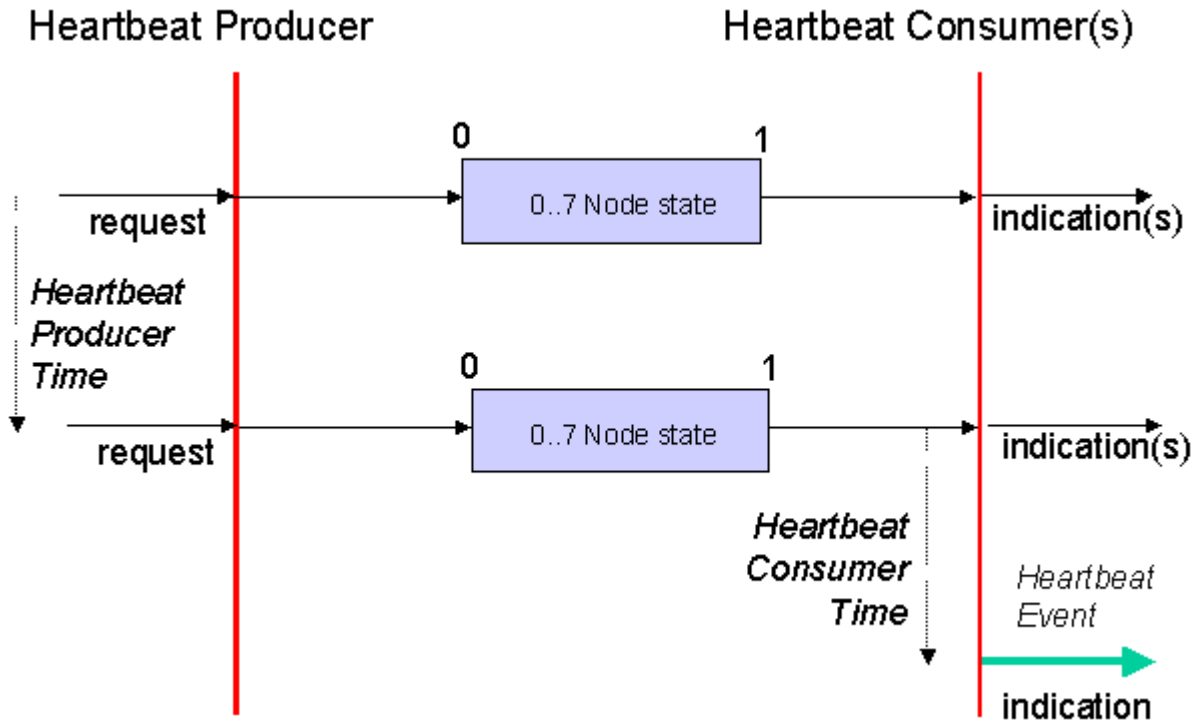 Heartbeat Producer
Heartbeat Consumer(s)
0
1
0..7 Node state
request
indication(s)
Heartbeat
Producer
Time
0
1
0..7 Node state
request
indication(s)
Heartbeat
Consumer
Time
Heartbeat
Event
indication